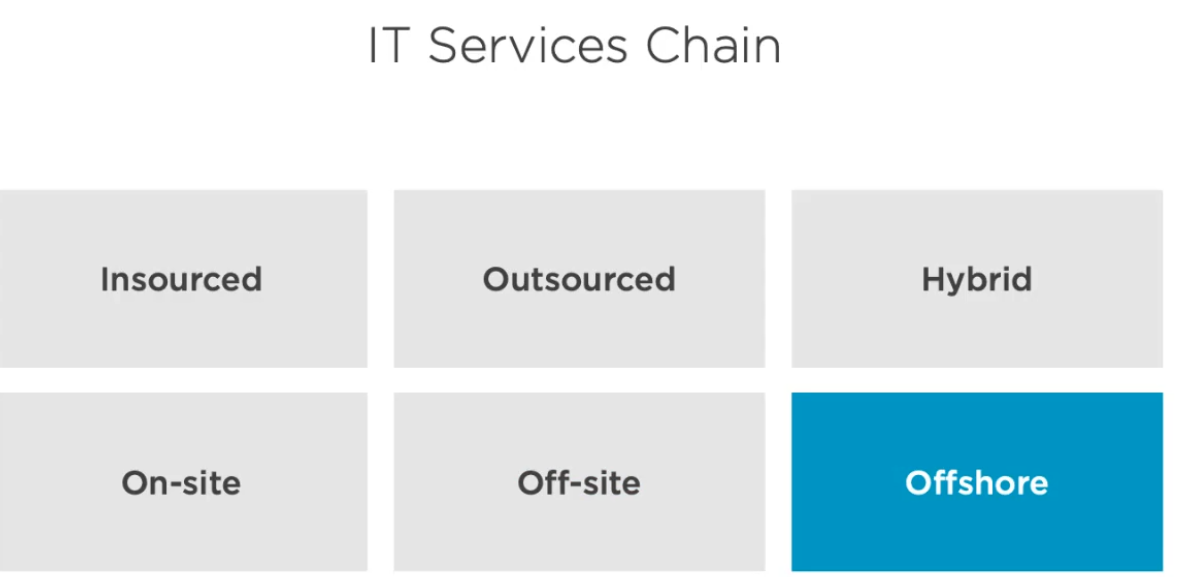 IT Services Chain
Insourced
Outsourced
Hybrid
On-site
Off-site
Offshore